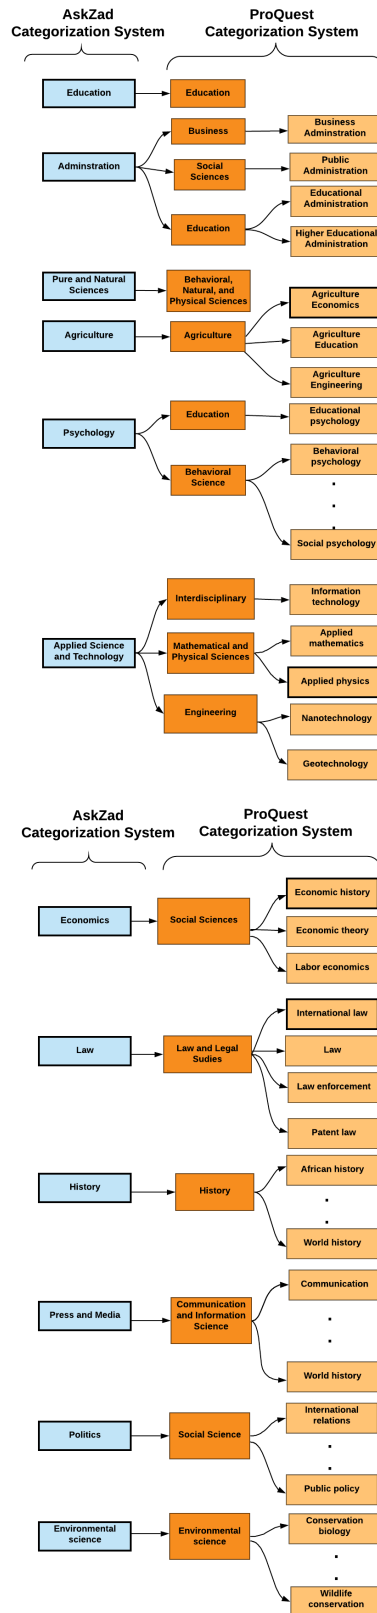 AskZad
Categorization System
ProQuest
Categorization System
Education
Education
Adminstration
Business
Business
Adminstration
Social
Sciences
Public
Administration
Education
Educational
Administration
Higher Educational
Administration
Pure and Natural
Sciences
Behavioral,
Natural, and
Physical Sciences
Agriculture
Agriculture
Agriculture
Economics
Agriculture
Education
Agriculture
Engineering
Psychology
Education
Educational
psychology
Behavioral
Science
Behavioral
psychology
.
.
.
Social psychology
Applied Science
and Technology
Interdisciplinary
Information
technology
Mathematical and
Physical Sciences
Applied
mathematics
Applied physics
Engineering
Nanotechnology
Geotechnology
AskZad
Categorization System
ProQuest
Categorization System
Economics
Social Sciences
Economic history
Economic theory
Labor economics
Law
Law and Legal
Sudies
International law
Law
Law enforcement
Patent law
History
History
African history
.
.
World history
Press and Media
Communication
and Information
Science
Communication
.
.
World history
Politics
Social Science
International
relations
.
.
Public policy
Environmental
science
Environmental
science
Conservation
biology
.
.
Wildlife
conservation